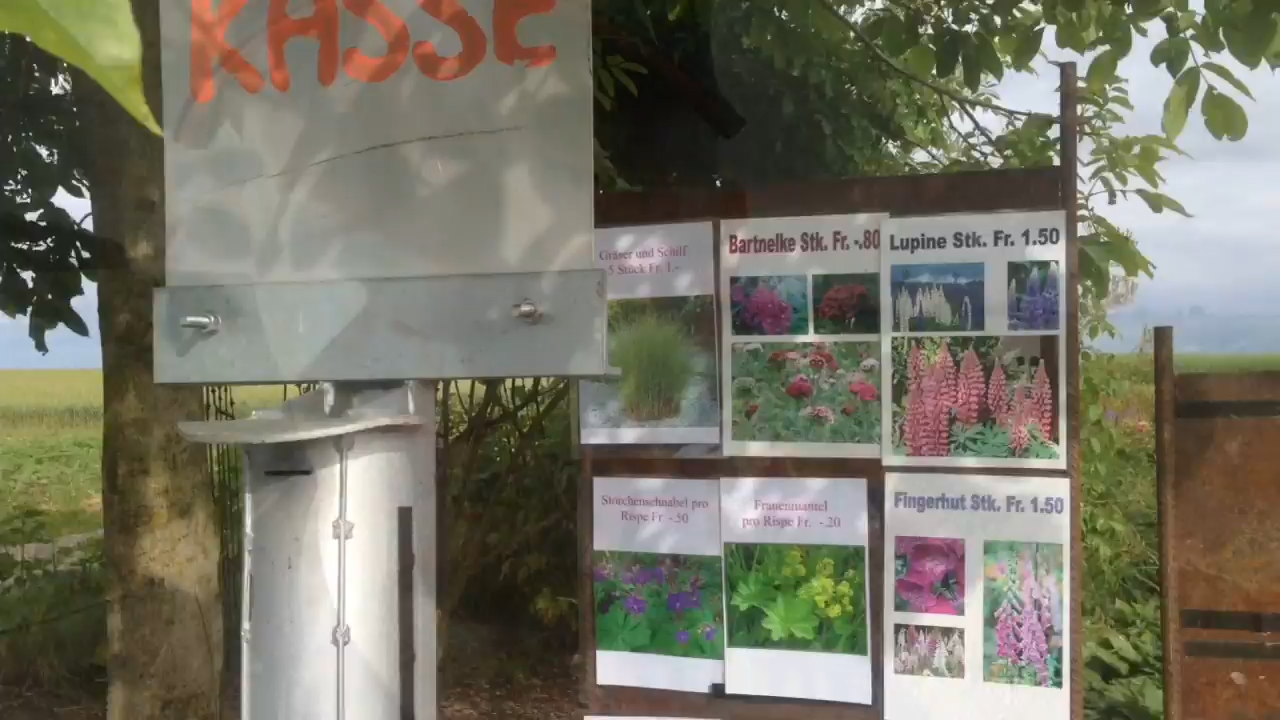 KASSE
Gräser und Schilf
5 Stück Fr. 1.-
Bartnelke Stk. Fr. -.80
Lupine Stk. Fr. 1.50
Storchenschnabel pro
Rispe Fr -.50
Frauenmantel
pro Rispe Fr. -.20
Fingerhut Stk. Fr. 1.50